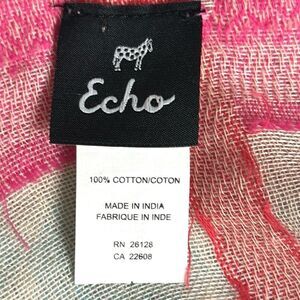 Echo
100% COTTON/COTON
MADE IN INDIA
FABRIQUE IN INDE
RN 26128
CA 22608